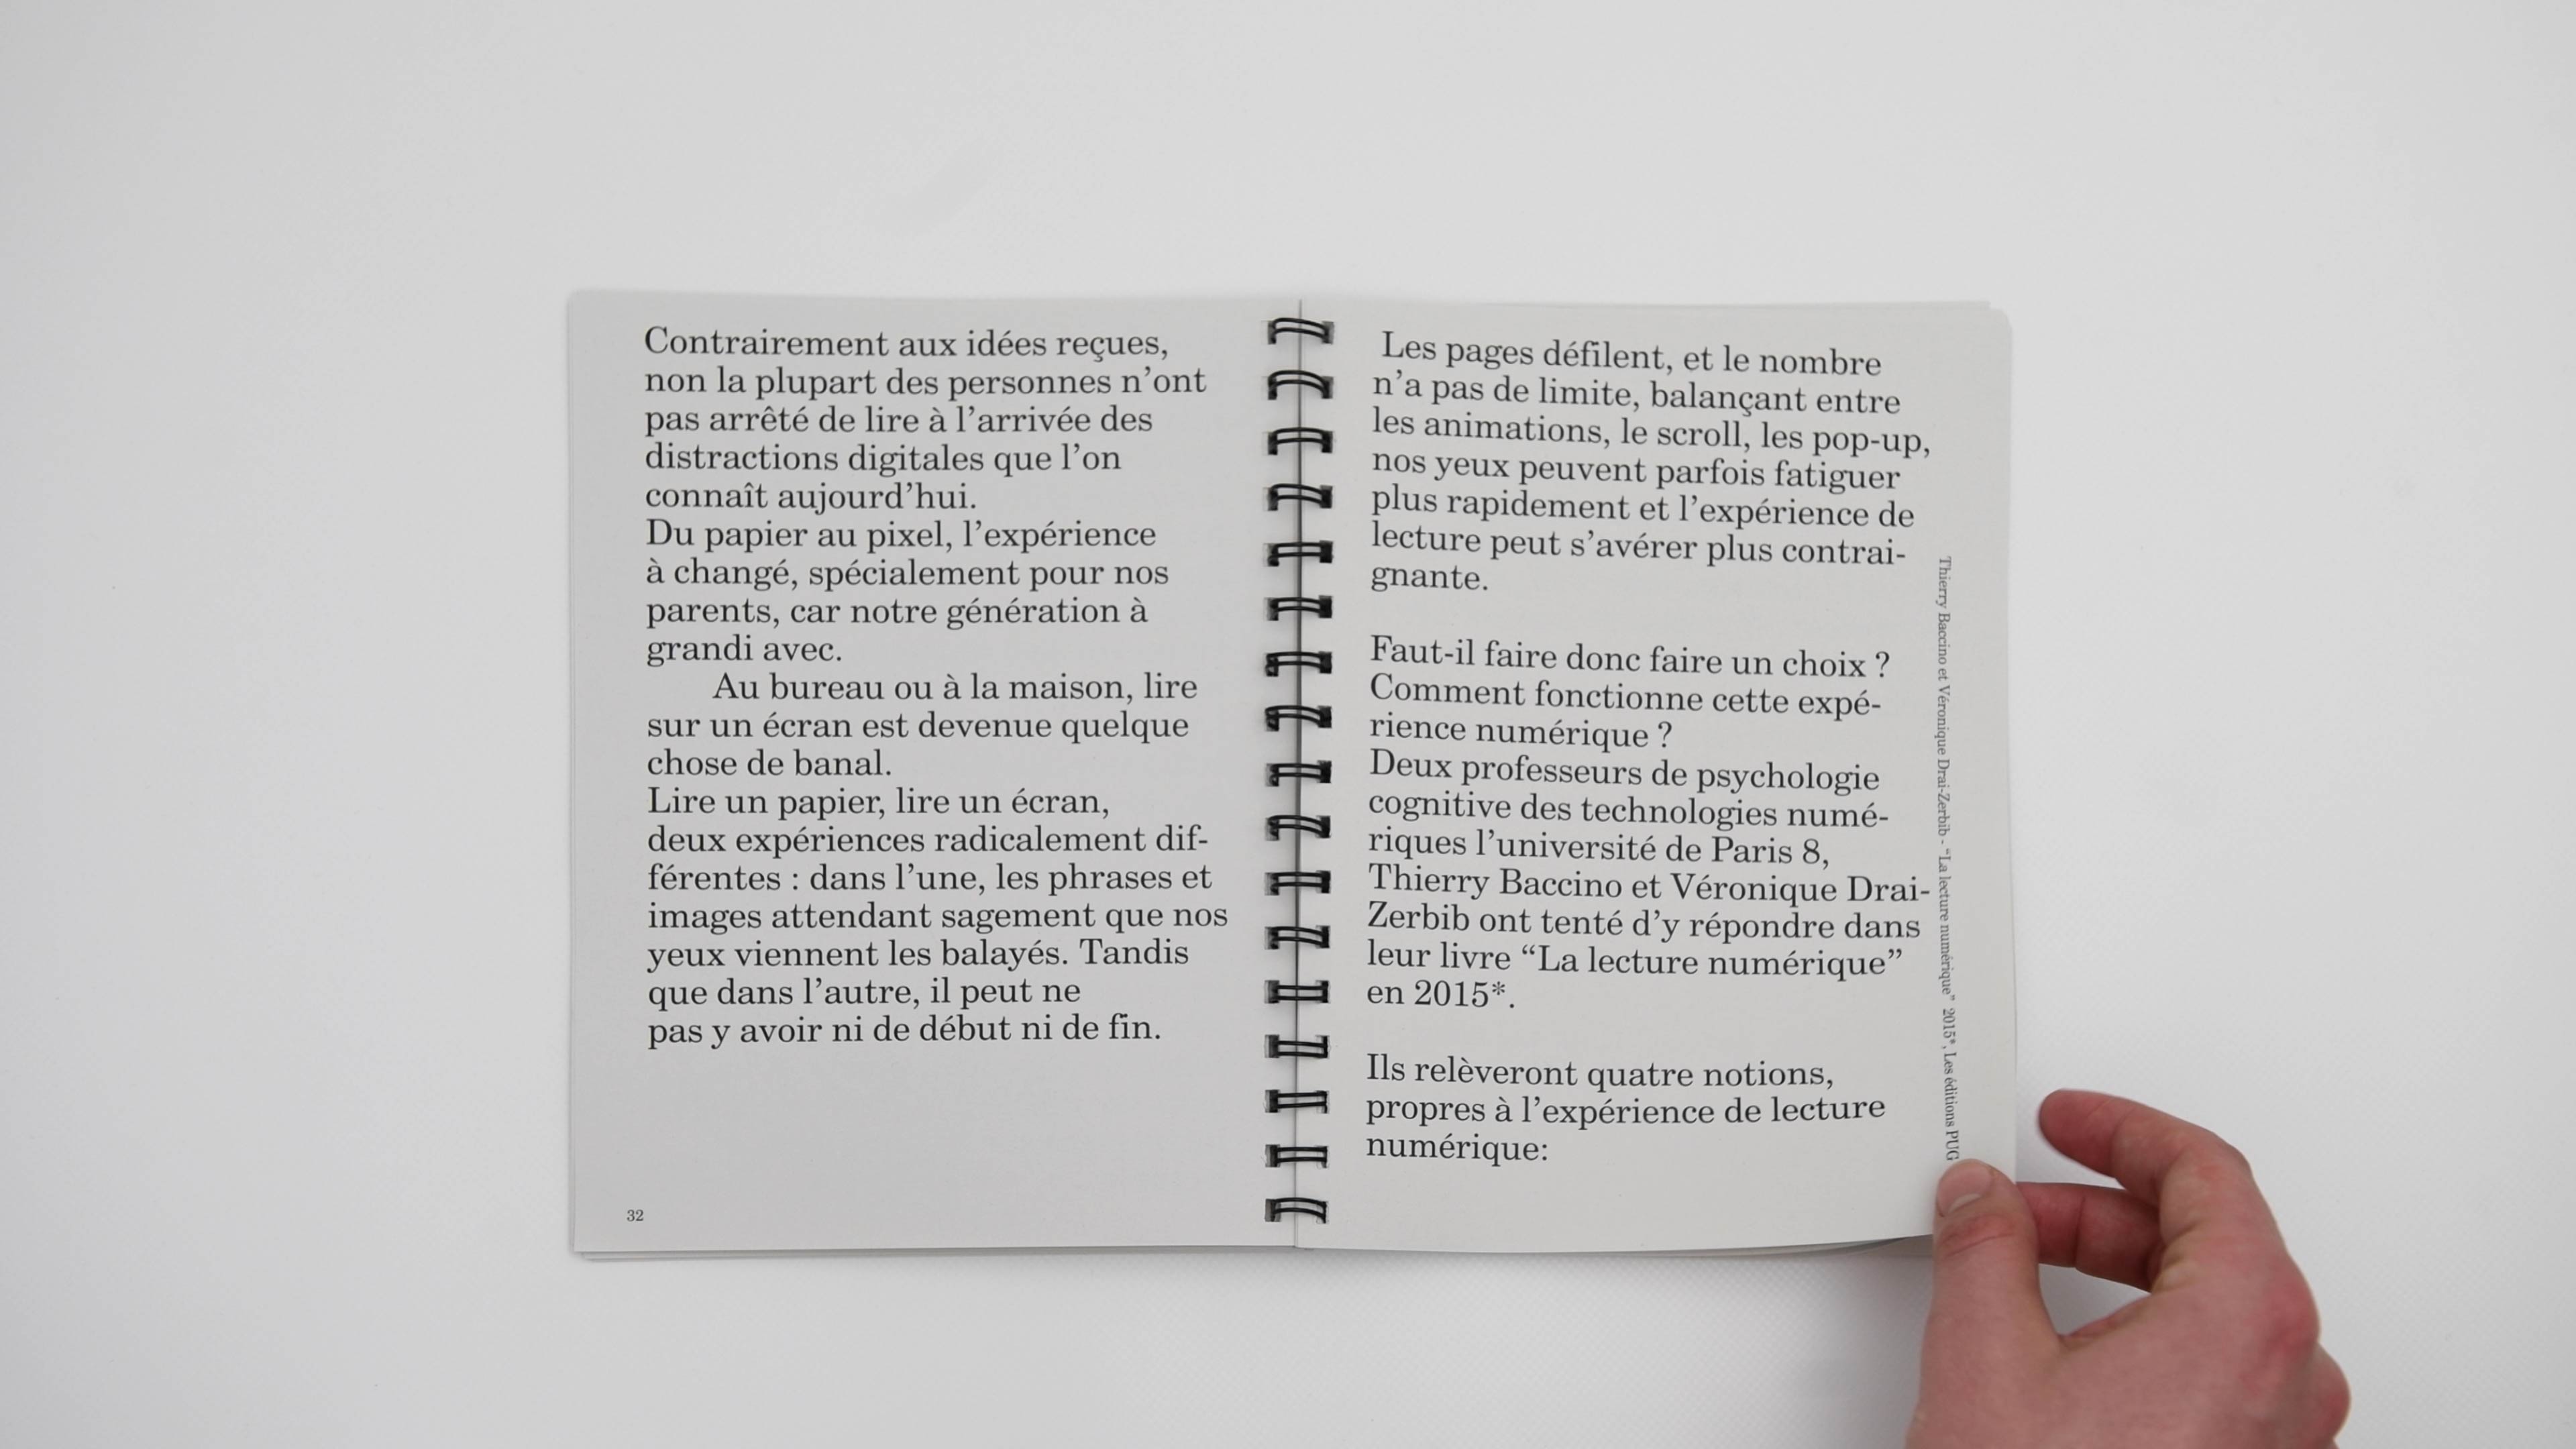 Contrairement aux idées reçues,
non la plupart des personnes n’ont
pas arrêté de lire à l’arrivée des
distractions digitales que l’on
connaît aujourd’hui.
Du papier au pixel, l’expérience
à changé, spécialement pour nos
parents, car notre génération à
grandi avec.
Au bureau ou à la maison, lire
sur un écran est devenue quelque
chose de banal.
Lire un papier, lire un écran,
deux expériences radicalement dif-
férentes : dans l’une, les phrases et
images attendant sagement que nos
yeux viennent les balayés. Tandis
que dans l’autre, il peut ne
pas y avoir ni de début ni de fin.
32
Les pages défilent, et le nombre
n’a pas de limite, balançant entre
les animations, le scroll, les pop-up,
nos yeux peuvent parfois fatiguer
plus rapidement et l’expérience de
lecture peut s’avérer plus contrai-
gnante.
Faut-il faire donc faire un choix ?
Comment fonctionne cette expé-
rience numérique ?
Deux professeurs de psychologie
cognitive des technologies numé-
riques l’université de Paris 8,
Thierry Baccino et Véronique Drai-
Zerbib ont tenté d’y répondre dans
leur livre “La lecture numérique”
en 2015*.
Ils relèveront quatre notions,
propres à l’expérience de lecture
numérique:
Thierry Baccino et Véronique Drai-Zerbib - “La lecture numérique” 2015*, Les éditions PUG